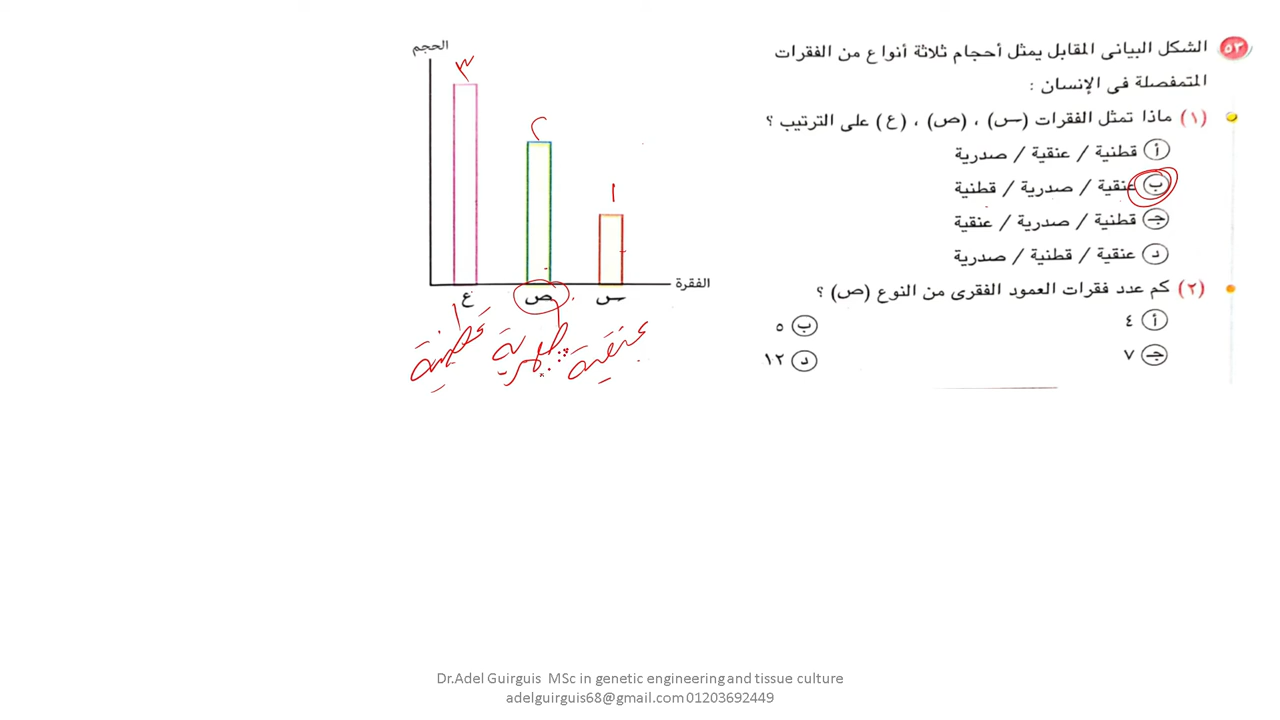 ٥٣ الشكل البيانى المقابل يمثل أحجام ثلاثة أنواع من الفقرات
المتمفصلة فى الإنسان :
(١) ماذا تمثل الفقرات (س) ، (ص) ، (ع) على الترتيب ؟
أ قطنية / عنقية / صدرية
ب عنقية / صدرية / قطنية
جـ قطنية / صدرية / عنقية
د عنقية / قطنية / صدرية
(٢) كم عدد فقرات العمود الفقرى من النوع (ص) ؟
أ ٤
ب ٥
جـ ٧
د ١٢
الحجم
٣
٢
١
الفقرة
س
ص
ع
عنقية
قطنية
Dr.Adel Guirguis MSc in genetic engineering and tissue culture
adelguirguis68@gmail.com 01203692449